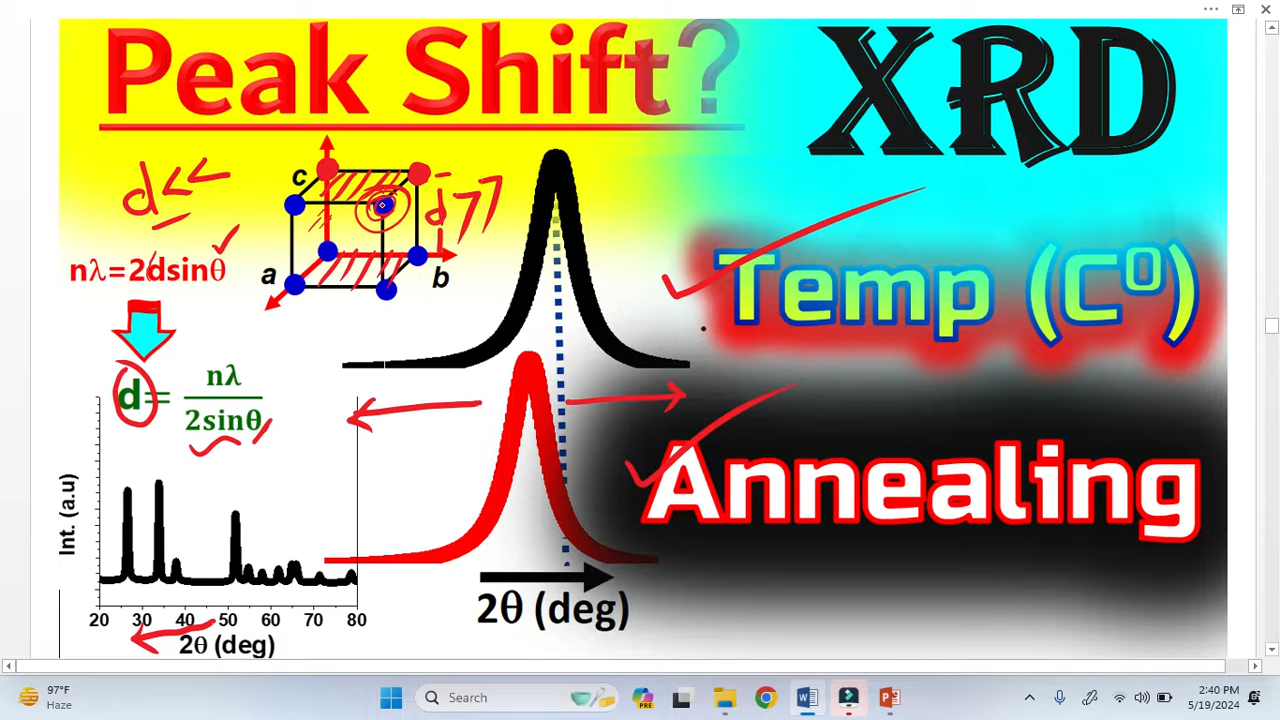 Peak Shift?
XRD
d<<
c
d>>
nλ=2dsinθ
a
b
Temp (C⁰)
d= nλ
2sinθ
Annealing
Int. (a.u)
20 30 40 50 60 70 80
2θ (deg)
2θ (deg)
97°F
Haze
Search
PRE
2:40 PM
5/19/2024